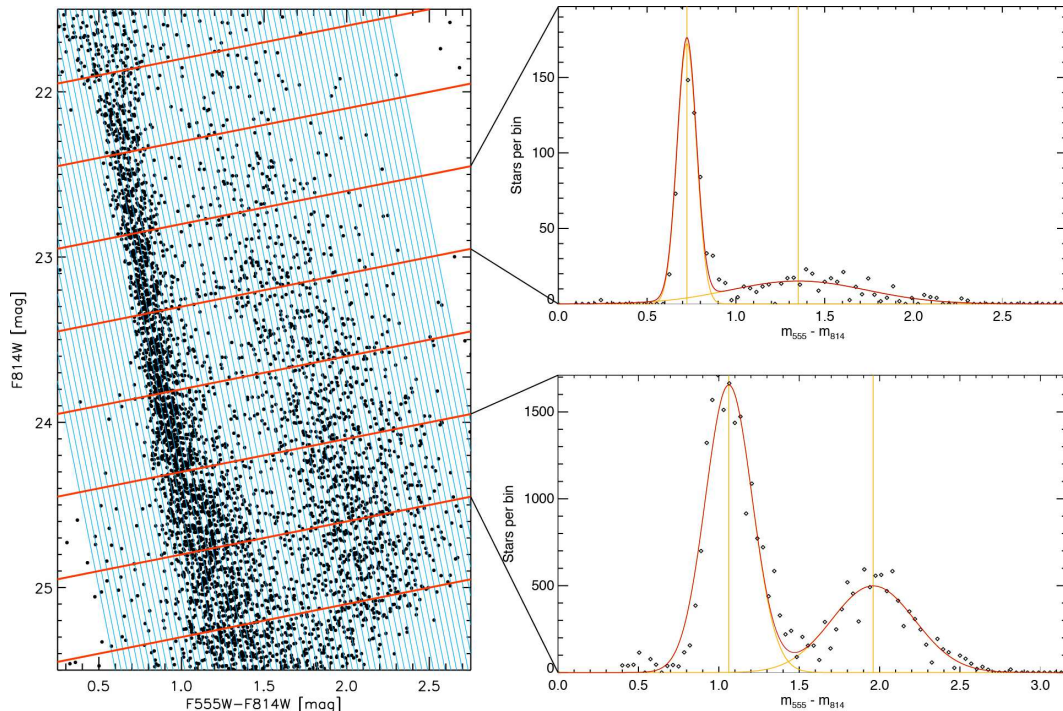 22
23
24
25
F814W [mag]
0.5 1.0 1.5 2.0 2.5
F555W−F814W [mag]
150
100
50
0
Stars per bin
0.0 0.5 1.0 1.5 2.0 2.5
m555 - m814
1500
1000
500
0
Stars per bin
0.0 0.5 1.0 1.5 2.0 2.5 3.0
m555 - m814